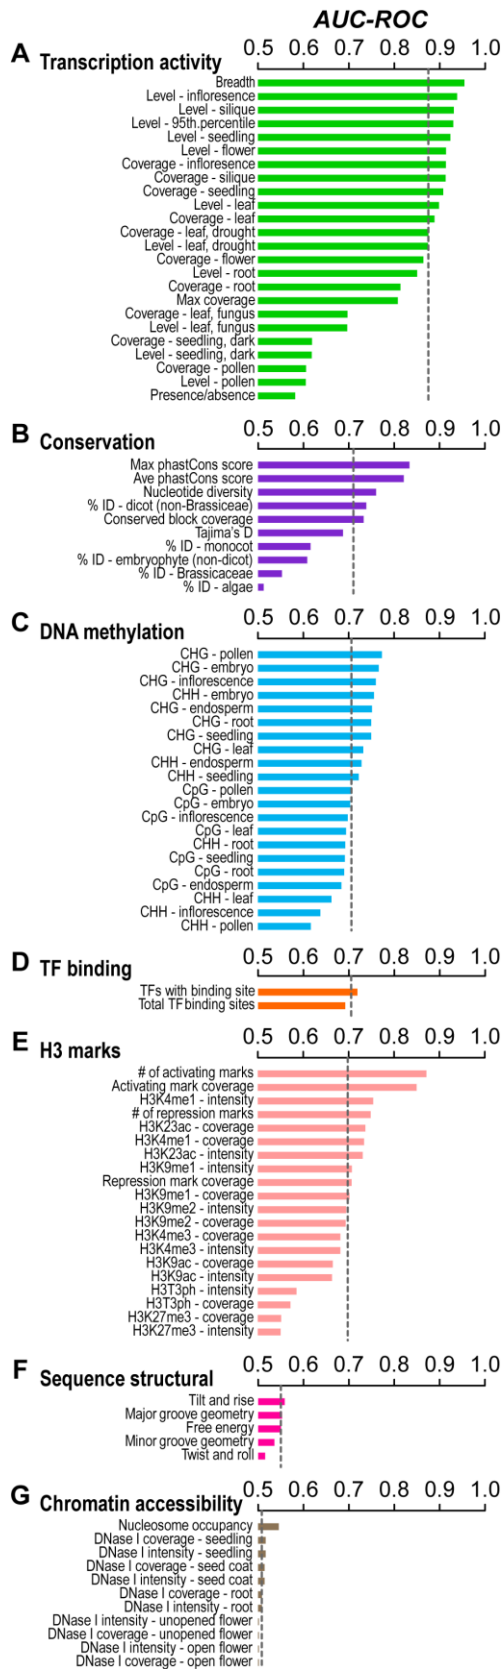 AUC-ROC
0.5 0.6 0.7 0.8 0.9 1.0
A Transcription activity
Breadth
Level - infloresence
Level - silique
Level - 95th.percentile
Level - seedling
Level - flower
Coverage - infloresence
Coverage - silique
Coverage - seedling
Level - leaf
Coverage - leaf
Coverage - leaf, drought
Level - leaf, drought
Coverage - flower
Level - root
Coverage - root
Max coverage
Coverage - leaf, fungus
Level - leaf, fungus
Coverage - seedling, dark
Level - seedling, dark
Coverage - pollen
Level - pollen
Presence/absence
0.5 0.6 0.7 0.8 0.9 1.0
B Conservation
Max phastCons score
Ave phastCons score
Nucleotide diversity
% ID - dicot (non-Brassiceae)
Conserved block coverage
Tajima's D
% ID - monocot
% ID - embryophyte (non-dicot)
% ID - Brassicaceae
% ID - algae
0.5 0.6 0.7 0.8 0.9 1.0
C DNA methylation
CHG - pollen
CHG - embryo
CHG - inflorescence
CHH - embryo
CHG - endosperm
CHG - root
CHG - seedling
CHG - leaf
CHH - endosperm
CHH - seedling
CpG - pollen
CpG - embryo
CpG - inflorescence
CpG - leaf
CHH - root
CpG - seedling
CpG - root
CpG - endosperm
CHH - leaf
CHH - inflorescence
CHH - pollen
0.5 0.6 0.7 0.8 0.9 1.0
D TF binding
TFs with binding site
Total TF binding sites
0.5 0.6 0.7 0.8 0.9 1.0
E H3 marks
# of activating marks
Activating mark coverage
H3K4me1 - intensity
# of repression marks
H3K23ac - coverage
H3K4me1 - coverage
H3K23ac - intensity
H3K9me1 - intensity
Repression mark coverage
H3K9me1 - coverage
H3K9me2 - intensity
H3K9me2 - coverage
H3K4me3 - coverage
H3K4me3 - intensity
H3K9ac - coverage
H3K9ac - intensity
H3T3ph - intensity
H3T3ph - coverage
H3K27me3 - coverage
H3K27me3 - intensity
0.5 0.6 0.7 0.8 0.9 1.0
F Sequence structural
Tilt and rise
Major groove geometry
Free energy
Minor groove geometry
Twist and roll
0.5 0.6 0.7 0.8 0.9 1.0
G Chromatin accessibility
Nucleosome occupancy
DNase I coverage - seedling
DNase I intensity - seedling
DNase I coverage - seed coat
DNase I intensity - seed coat
DNase I coverage - root
DNase I intensity - root
DNase I intensity - unopened flower
DNase I coverage - unopened flower
DNase I intensity - open flower
DNase I coverage - open flower